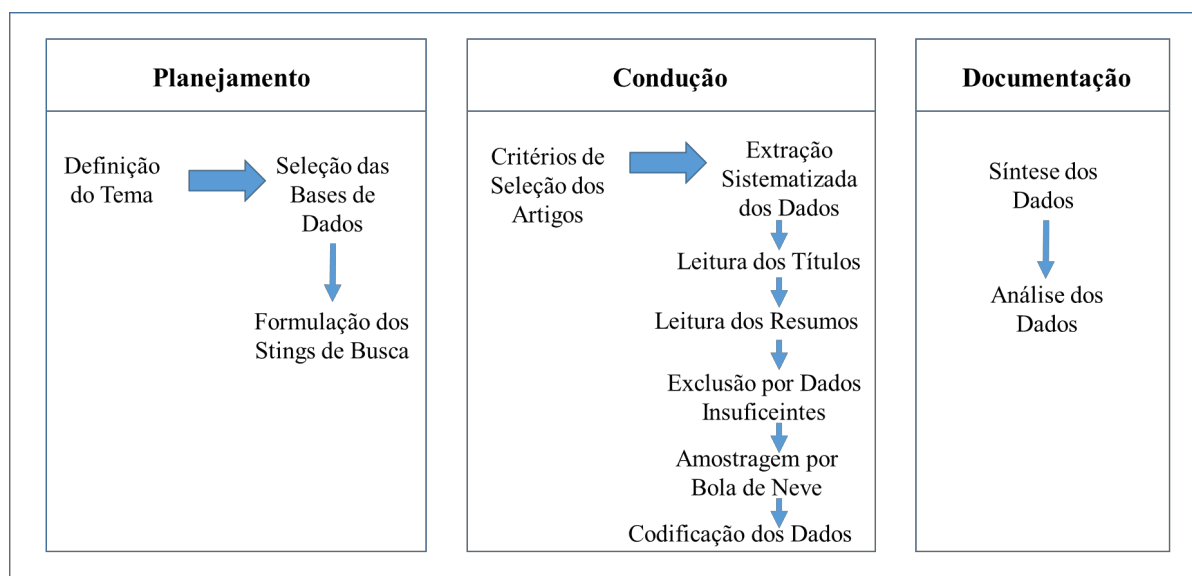 Planejamento
Definição
do Tema
Seleção das
Bases de
Dados
Formulação dos
Stings de Busca
Condução
Critérios de
Seleção dos
Artigos
Extração
Sistematizada
dos Dados
Leitura dos Títulos
Leitura dos Resumos
Exclusão por Dados
Insuficeintes
Amostragem por
Bola de Neve
Codificação dos Dados
Documentação
Síntese dos
Dados
Análise dos
Dados